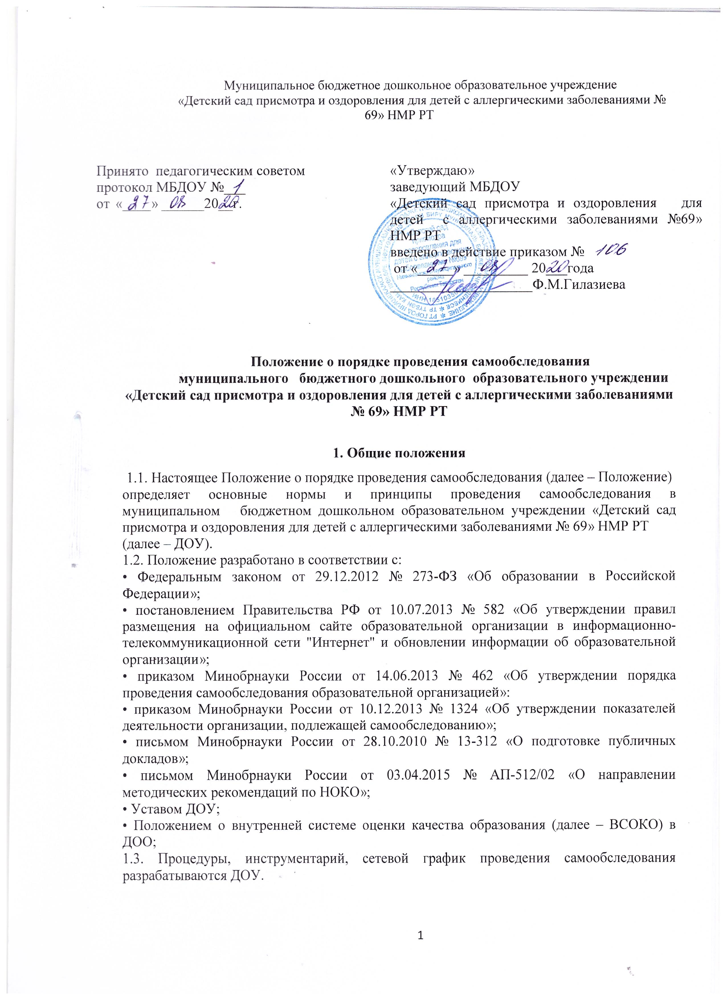 Муниципальное бюджетное дошкольное образовательное учреждение
«Детский сад присмотра и оздоровления для детей с аллергическими заболеваниями №
69» НМР РТ
Принято педагогическим советом
протокол МБДОУ № 1
от « 27 » 08 2020г.
«Утверждаю»
заведующий МБДОУ
«Детский сад присмотра и оздоровления для
детей с аллергическими заболеваниями №69»
НМР РТ
введено в действие приказом № 106
от « 27 » 08 2020года
Ф.М.Гилазиева
Положение о порядке проведения самообследования
муниципального бюджетного дошкольного образовательного учреждении
«Детский сад присмотра и оздоровления для детей с аллергическими заболеваниями
№ 69» НМР РТ
1. Общие положения
1.1. Настоящее Положение о порядке проведения самообследования (далее – Положение)
определяет основные нормы и принципы проведения самообследования в
муниципальном бюджетном дошкольном образовательном учреждении «Детский сад
присмотра и оздоровления для детей с аллергическими заболеваниями № 69» НМР РТ
(далее – ДОУ).
1.2. Положение разработано в соответствии с:
• Федеральным законом от 29.12.2012 № 273-ФЗ «Об образовании в Российской
Федерации»;
• постановлением Правительства РФ от 10.07.2013 № 582 «Об утверждении правил
размещения на официальном сайте образовательной организации в информационно-
телекоммуникационной сети "Интернет" и обновлении информации об образовательной
организации»;
• приказом Минобрнауки России от 14.06.2013 № 462 «Об утверждении порядка
проведения самообследования образовательной организацией»:
• приказом Минобрнауки России от 10.12.2013 № 1324 «Об утверждении показателей
деятельности организации, подлежащей самообследованию»;
• письмом Минобрнауки России от 28.10.2010 № 13-312 «О подготовке публичных
докладов»;
• письмом Минобрнауки России от 03.04.2015 № АП-512/02 «О направлении
методических рекомендаций по НОКО»;
• Уставом ДОУ;
• Положением о внутренней системе оценки качества образования (далее – ВСОКО) в
ДОО;
1.3. Процедуры, инструментарий, сетевой график проведения самообследования
разрабатываются ДОУ.
1